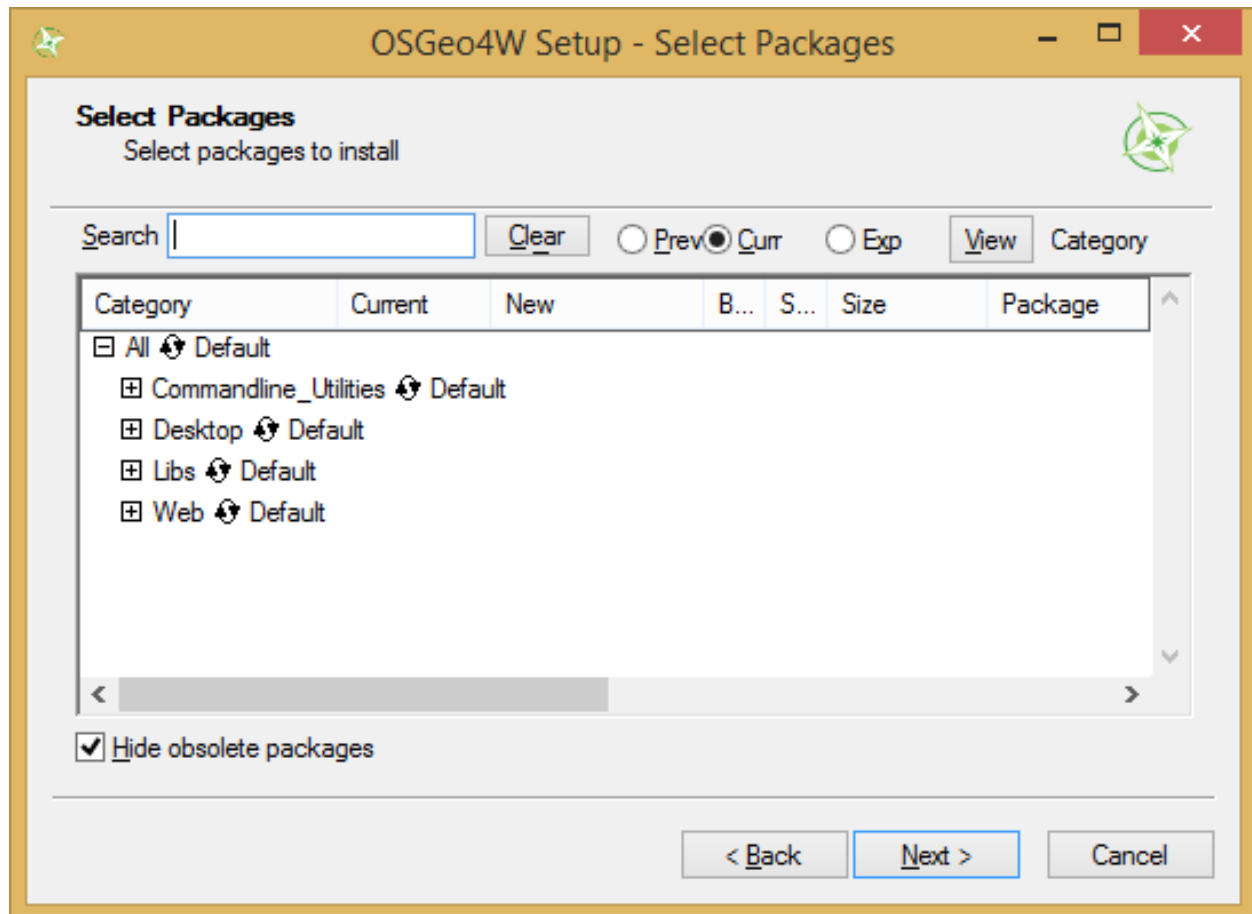 OSGeo4W Setup - Select Packages
Select Packages
Select packages to install
Search Clear Prev Curr Exp View Category
Category Current New B... S... Size Package
All Default
Commandline_Utilities Default
Desktop Default
Libs Default
Web Default
Hide obsolete packages
< Back Next > Cancel